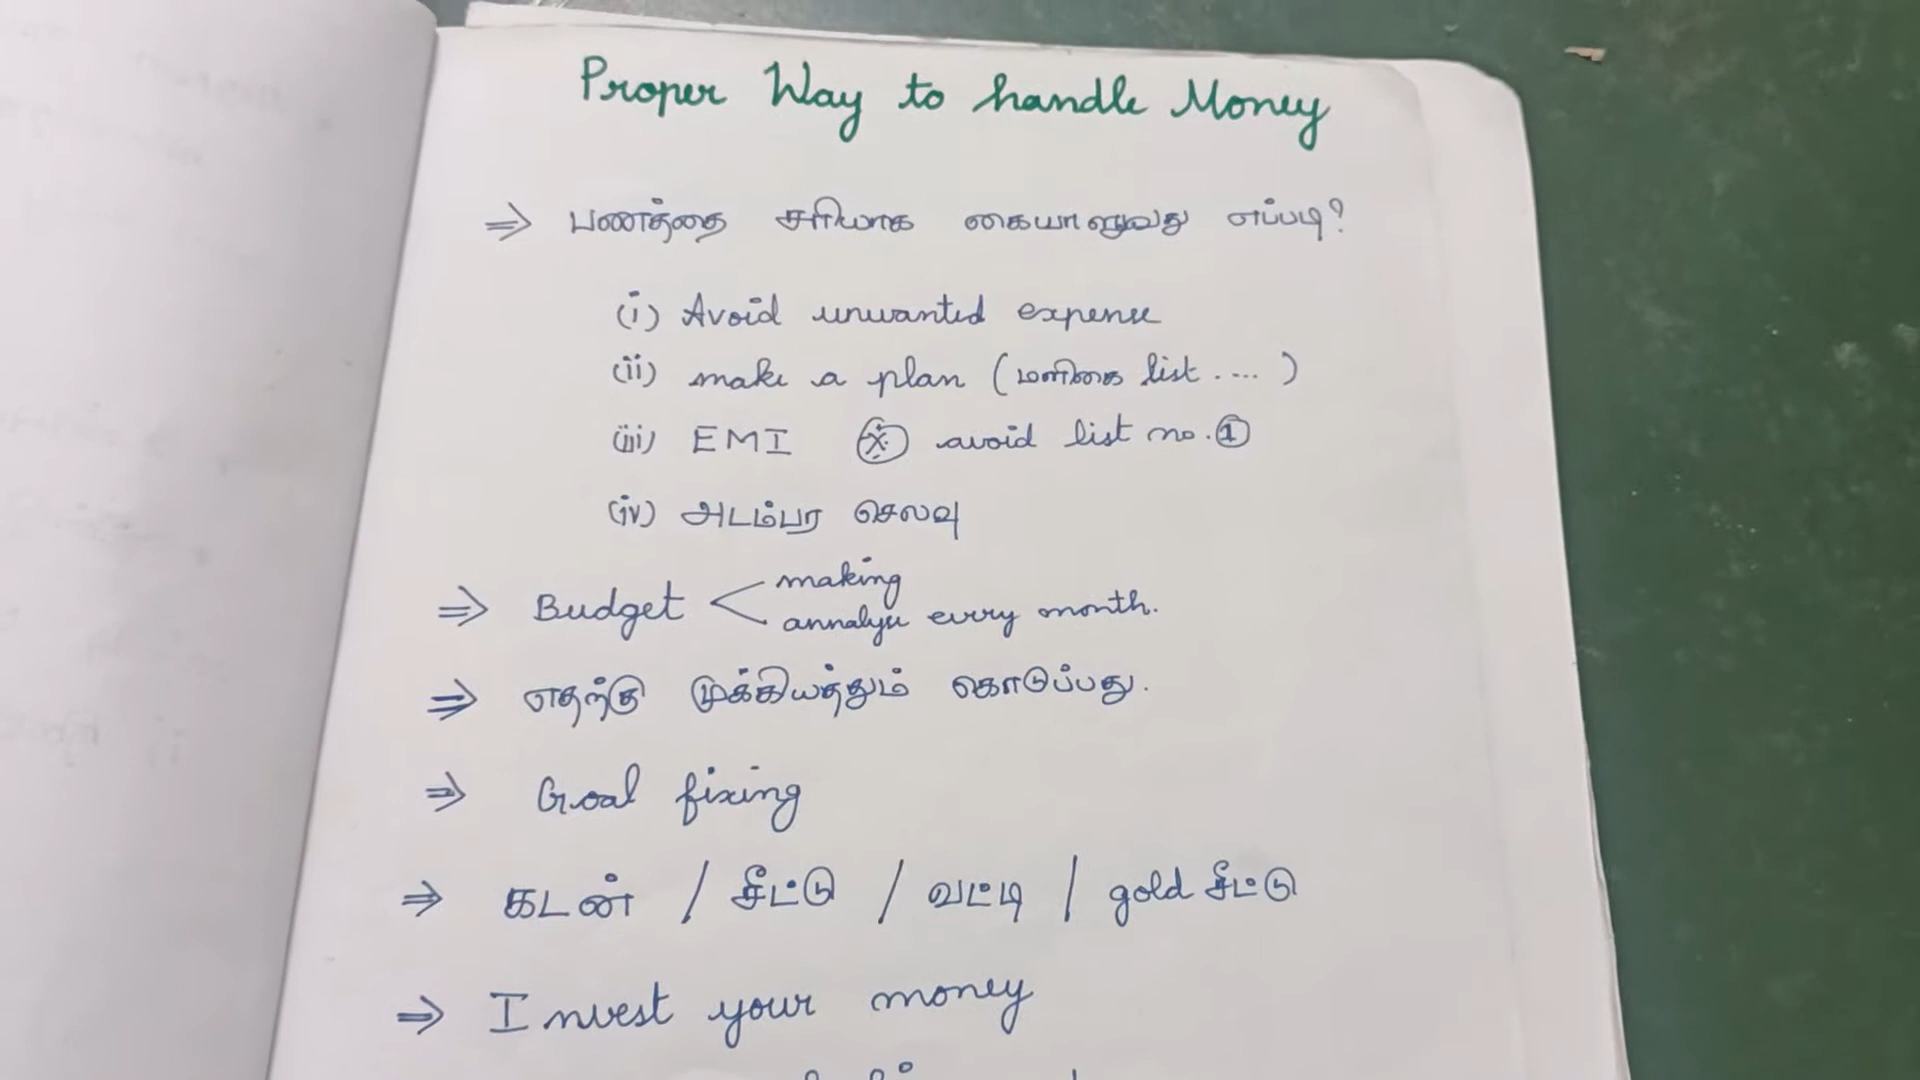 Proper Way to handle Money
⇒ பணத்தை சரியாக கையாளுவது எப்படி?
(i) Avoid unwanted expense
(ii) make a plan (மளிகை list .... )
(iii) EMI ⓧ avoid list no. ①
(iv) அடம்பர செலவு
⇒ Budget < making
annalyse every month.
⇒ எதற்கு முக்கியத்தும் கொடுப்பது.
⇒ Goal fixing
⇒ கடன் / சீட்டு / வட்டி / gold சீட்டு
⇒ Invest your money